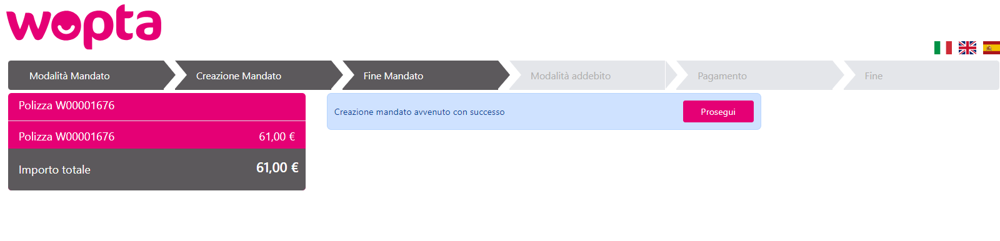 wopta
Modalità Mandato
Creazione Mandato
Fine Mandato
Modalità addebito
Pagamento
Fine
Polizza W00001676
Polizza W00001676 61,00 €
Importo totale 61,00 €
Creazione mandato avvenuto con successo
Prosegui